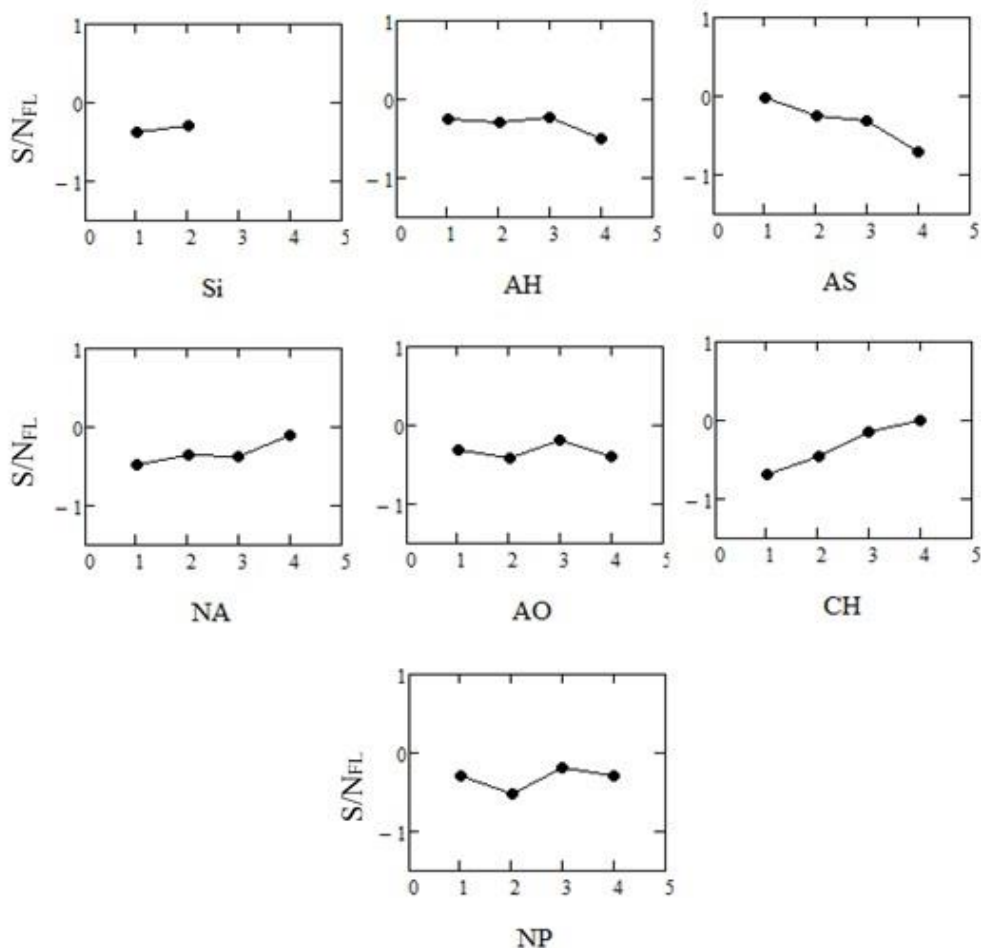 1 1 1
S/NFL 0 0 0
− 1 − 1 − 1
0 1 2 3 4 5 0 1 2 3 4 5 0 1 2 3 4 5
Si AH AS
1 1 1
S/NFL 0 0 0
− 1 − 1 − 1
0 1 2 3 4 5 0 1 2 3 4 5 0 1 2 3 4 5
NA AO CH
1
S/NFL 0
− 1
0 1 2 3 4 5
NP